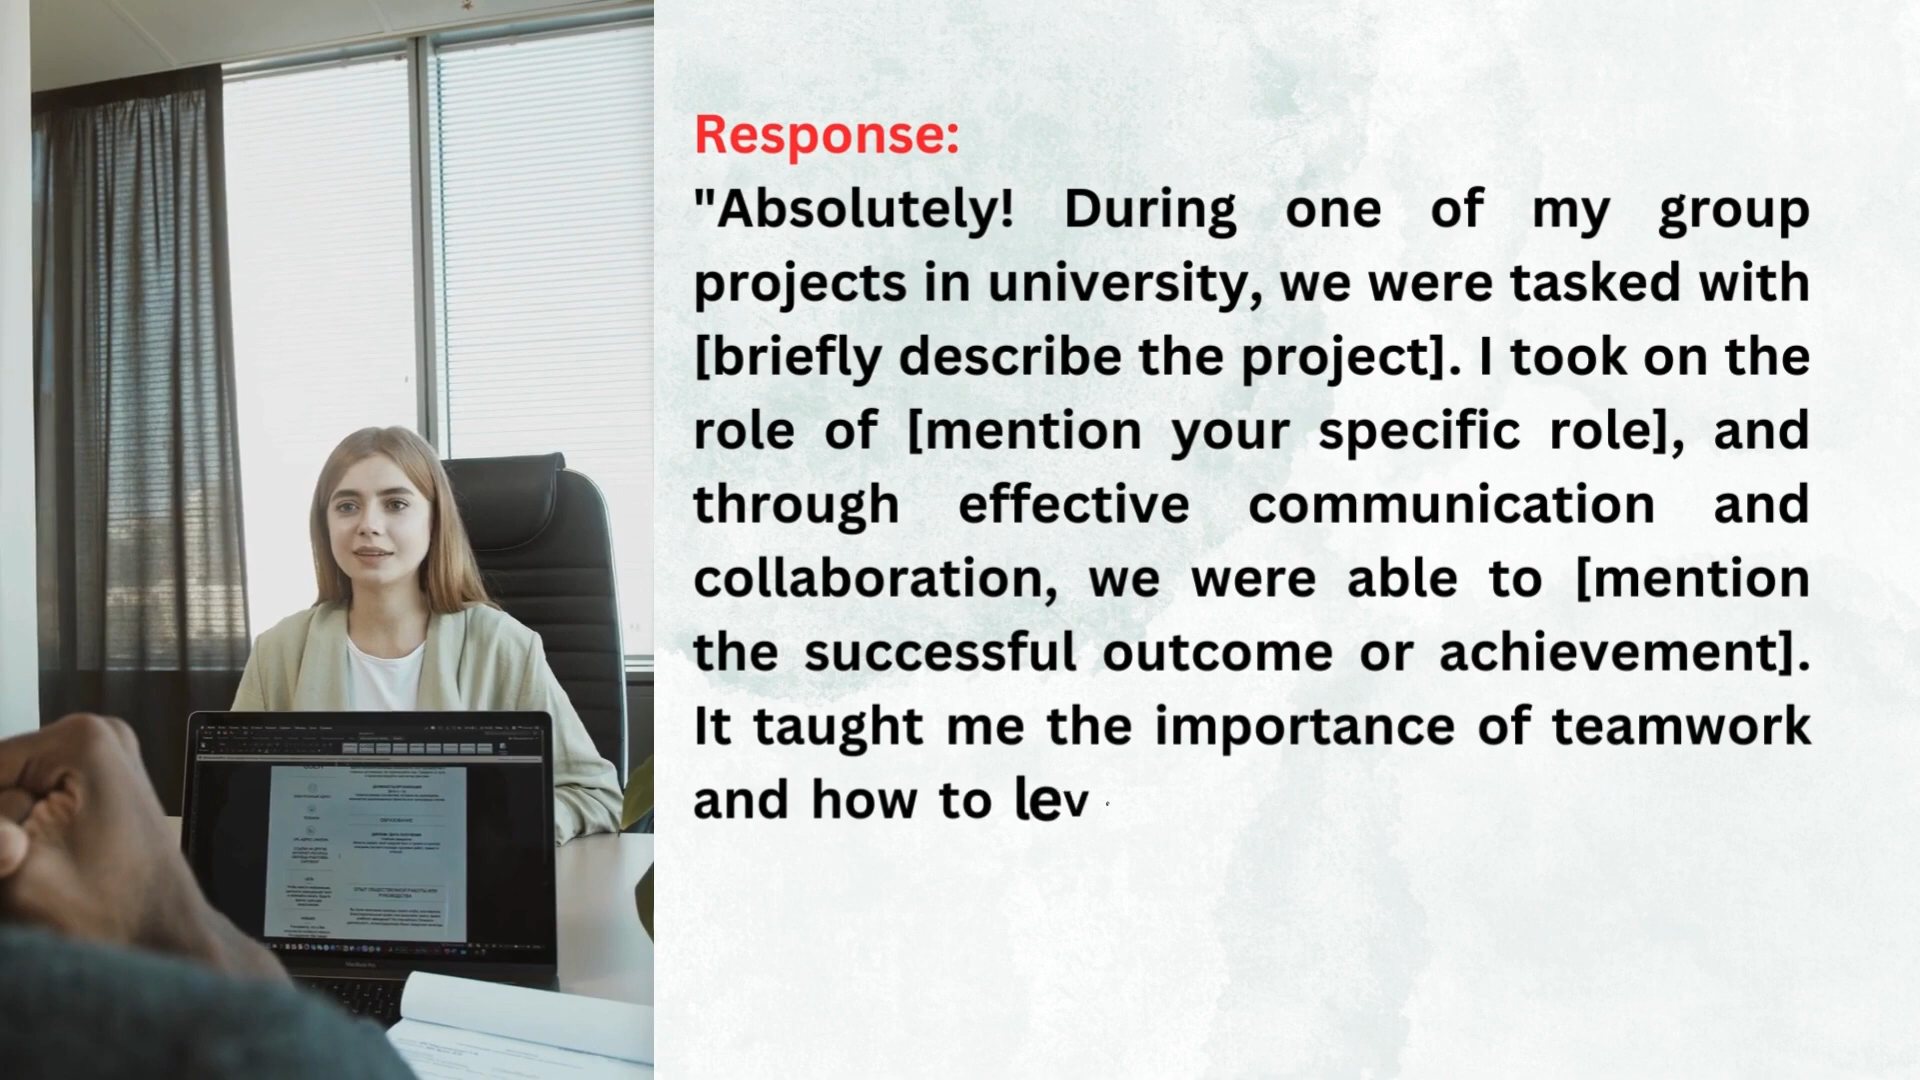 Response:
"Absolutely! During one of my group
projects in university, we were tasked with
[briefly describe the project]. I took on the
role of [mention your specific role], and
through effective communication and
collaboration, we were able to [mention
the successful outcome or achievement].
It taught me the importance of teamwork
and how to lev